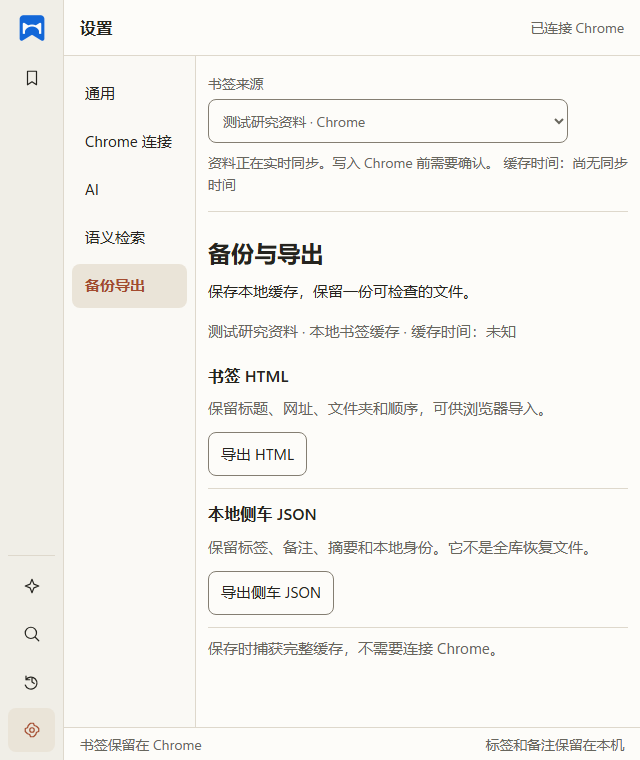 设置
已连接 Chrome
通用
Chrome 连接
AI
语义检索
备份导出
书签来源
测试研究资料 · Chrome
资料正在实时同步。写入 Chrome 前需要确认。 缓存时间：尚无同步
时间
备份与导出
保存本地缓存，保留一份可检查的文件。
测试研究资料 · 本地书签缓存 · 缓存时间：未知
书签 HTML
保留标题、网址、文件夹和顺序，可供浏览器导入。
导出 HTML
本地侧车 JSON
保留标签、备注、摘要和本地身份。它不是全库恢复文件。
导出侧车 JSON
保存时捕获完整缓存，不需要连接 Chrome。
书签保留在 Chrome
标签和备注保留在本机